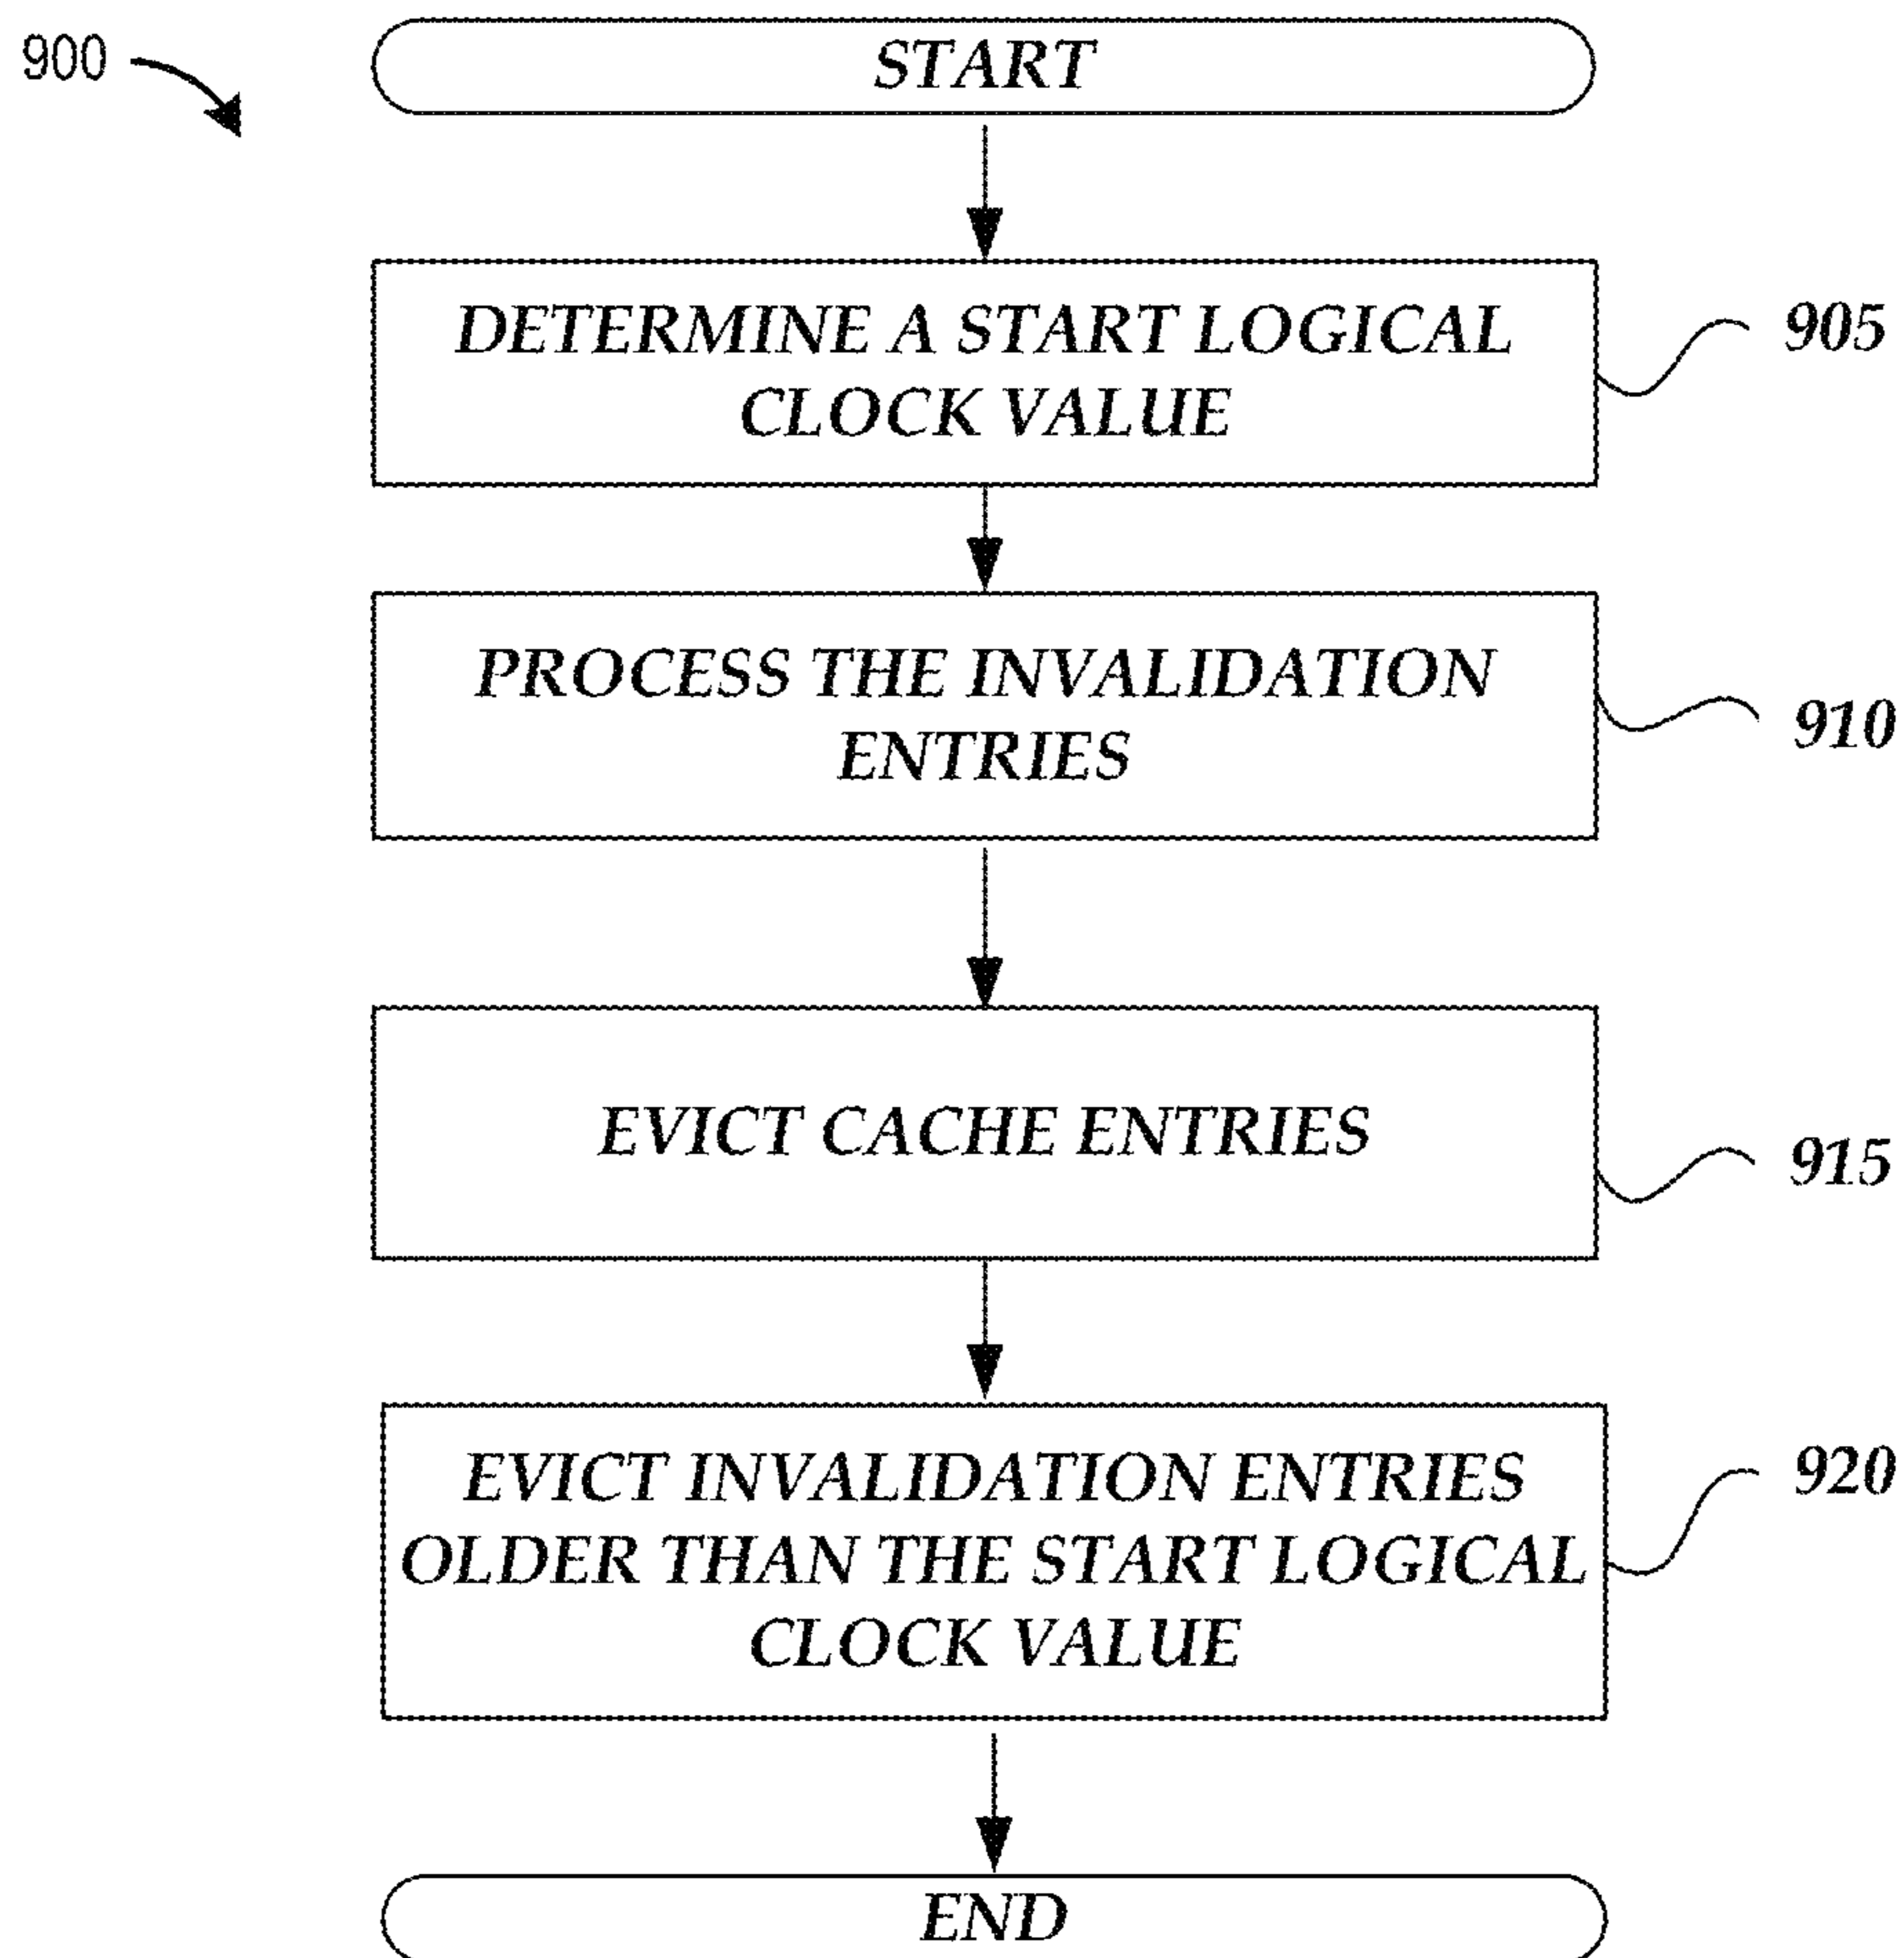 900
START
DETERMINE A START LOGICAL
CLOCK VALUE
905
PROCESS THE INVALIDATION
ENTRIES
910
EVICT CACHE ENTRIES
915
EVICT INVALIDATION ENTRIES
OLDER THAN THE START LOGICAL
CLOCK VALUE
920
END